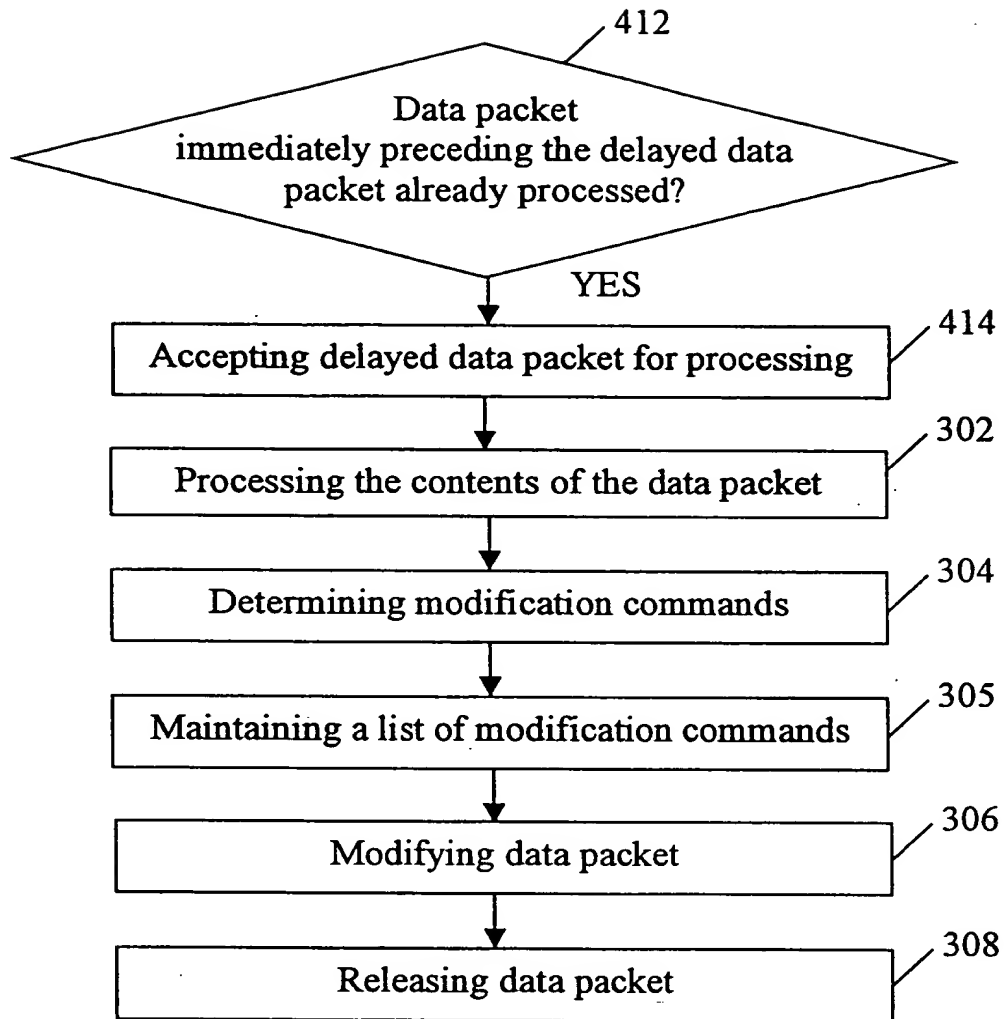 412
Data packet
immediately preceding the delayed data
packet already processed?
YES
414
Accepting delayed data packet for processing
302
Processing the contents of the data packet
304
Determining modification commands
305
Maintaining a list of modification commands
306
Modifying data packet
308
Releasing data packet